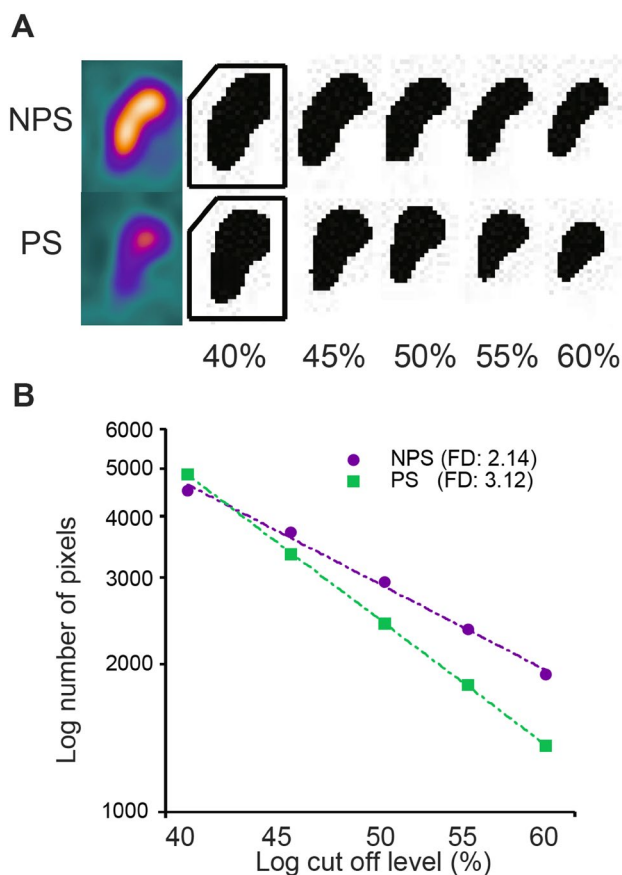 A
NPS
PS
40% 45% 50% 55% 60%
B
6000
5000
4000
3000
2000
1000
Log number of pixels
NPS (FD: 2.14)
PS (FD: 3.12)
40 45 50 55 60
Log cut off level (%)